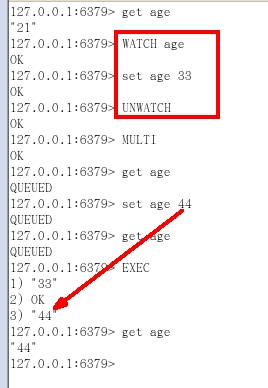 127.0.0.1:6379> get age
"21"
127.0.0.1:6379> WATCH age
OK
127.0.0.1:6379> set age 33
OK
127.0.0.1:6379> UNWATCH
OK
127.0.0.1:6379> MULTI
OK
127.0.0.1:6379> get age
QUEUED
127.0.0.1:6379> set age 44
QUEUED
127.0.0.1:6379> get age
QUEUED
127.0.0.1:6379> EXEC
1) "33"
2) OK
3) "44"
127.0.0.1:6379> get age
"44"
127.0.0.1:6379>